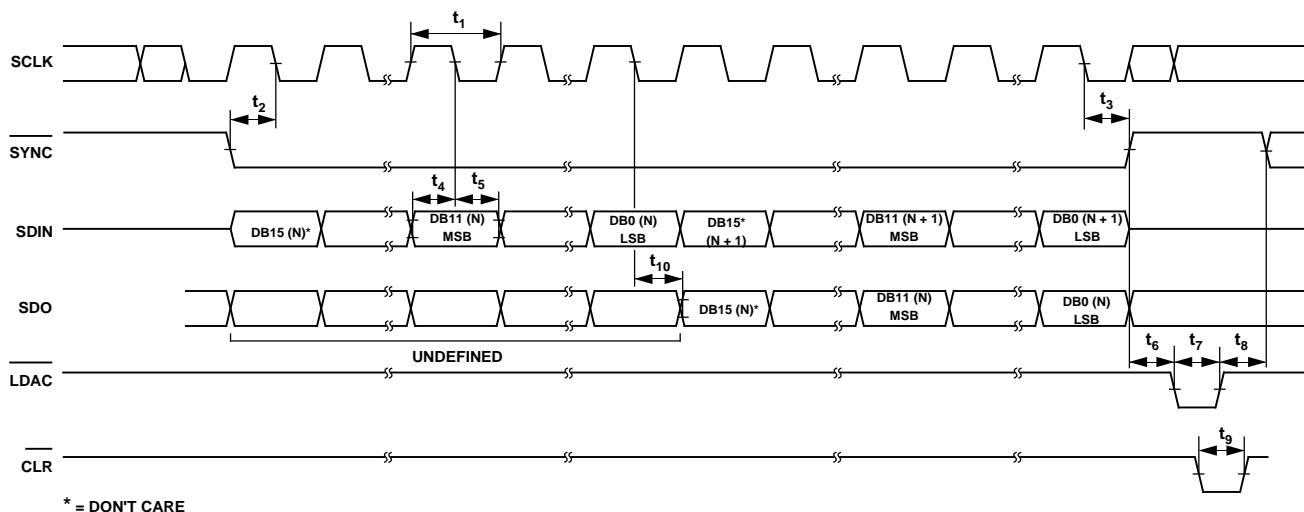 t1
SCLK
t2
t3
SYNC
t4
t5
SDIN
DB15 (N)*
DB11 (N)
MSB
DB0 (N)
LSB
DB15*
(N + 1)
DB11 (N + 1)
MSB
DB0 (N + 1)
LSB
t10
SDO
DB15 (N)*
DB11 (N)
MSB
DB0 (N)
LSB
UNDEFINED
t6
t7
t8
LDAC
t9
CLR
* = DON'T CARE